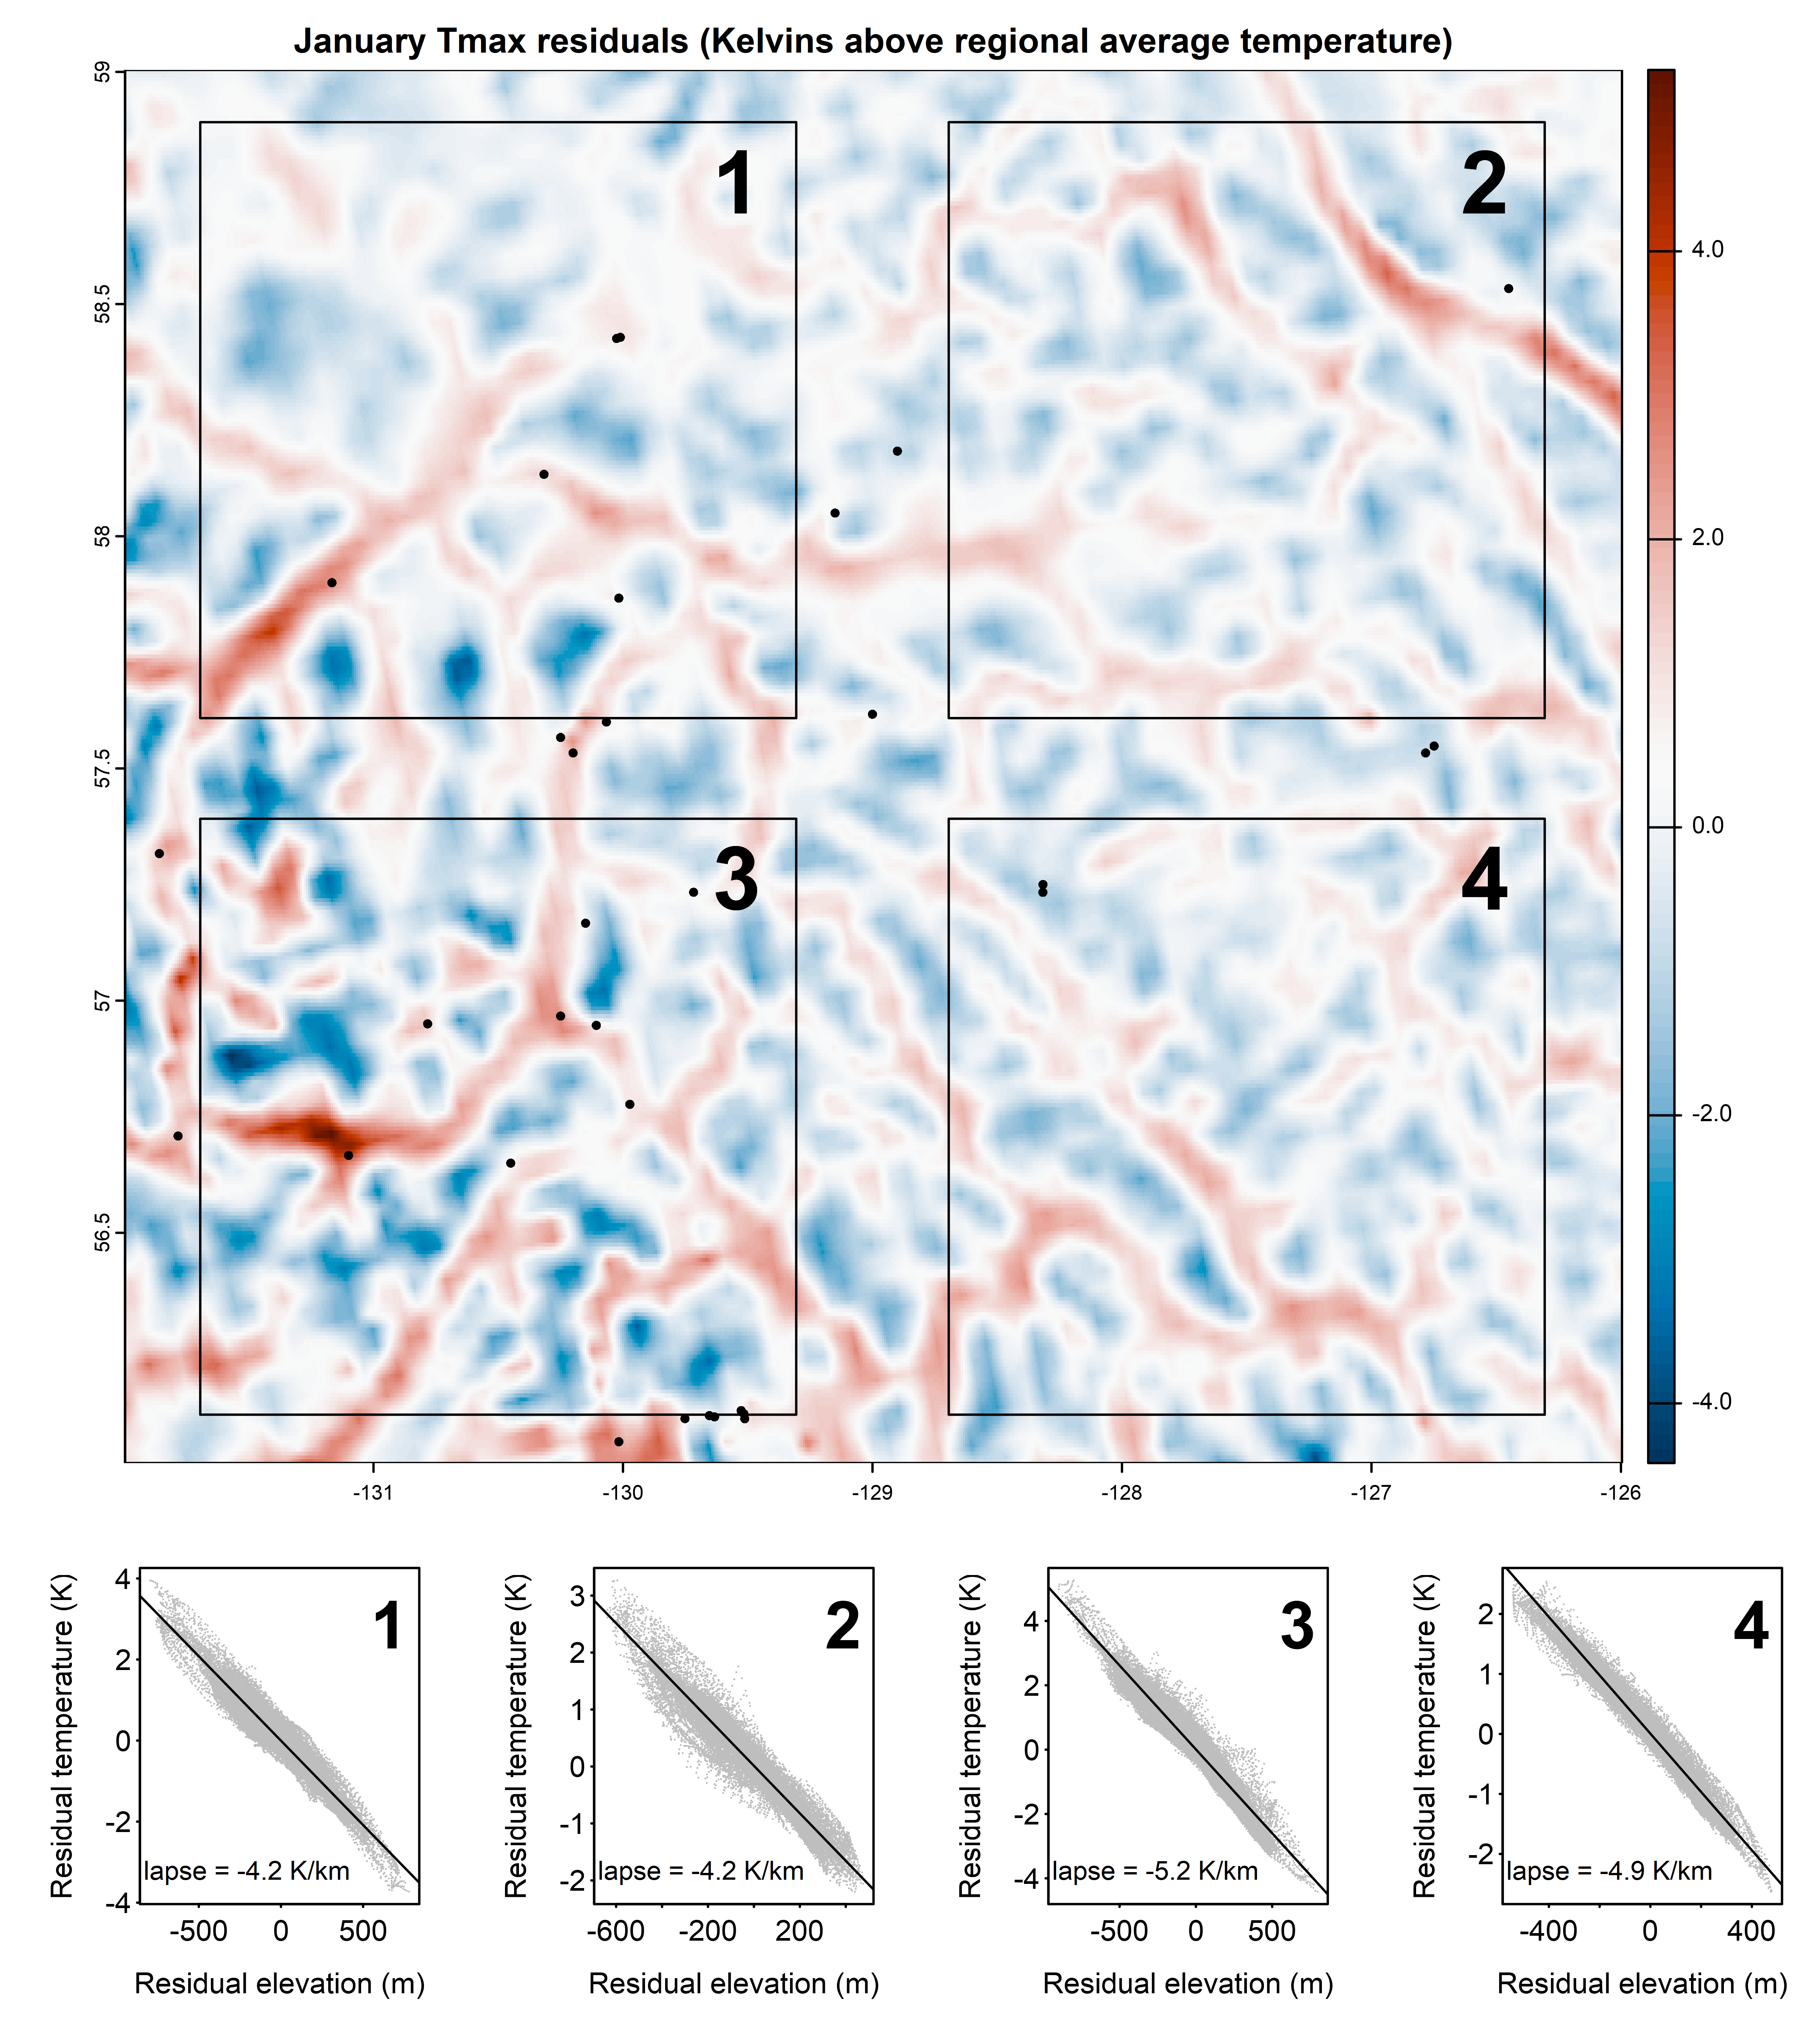 January Tmax residuals (Kelvins above regional average temperature)
59
58.5
58
57.5
57
56.5
1
2
3
4
4.0
2.0
0.0
-2.0
-4.0
-131
-130
-129
-128
-127
-126
Residual temperature (K)
4
2
0
-2
-4
1
lapse = -4.2 K/km
-500 0 500
Residual elevation (m)
Residual temperature (K)
3
2
1
0
-1
-2
2
lapse = -4.2 K/km
-600 -200 200
Residual elevation (m)
Residual temperature (K)
4
2
0
-2
-4
3
lapse = -5.2 K/km
-500 0 500
Residual elevation (m)
Residual temperature (K)
2
1
0
-1
-2
4
lapse = -4.9 K/km
-400 0 400
Residual elevation (m)